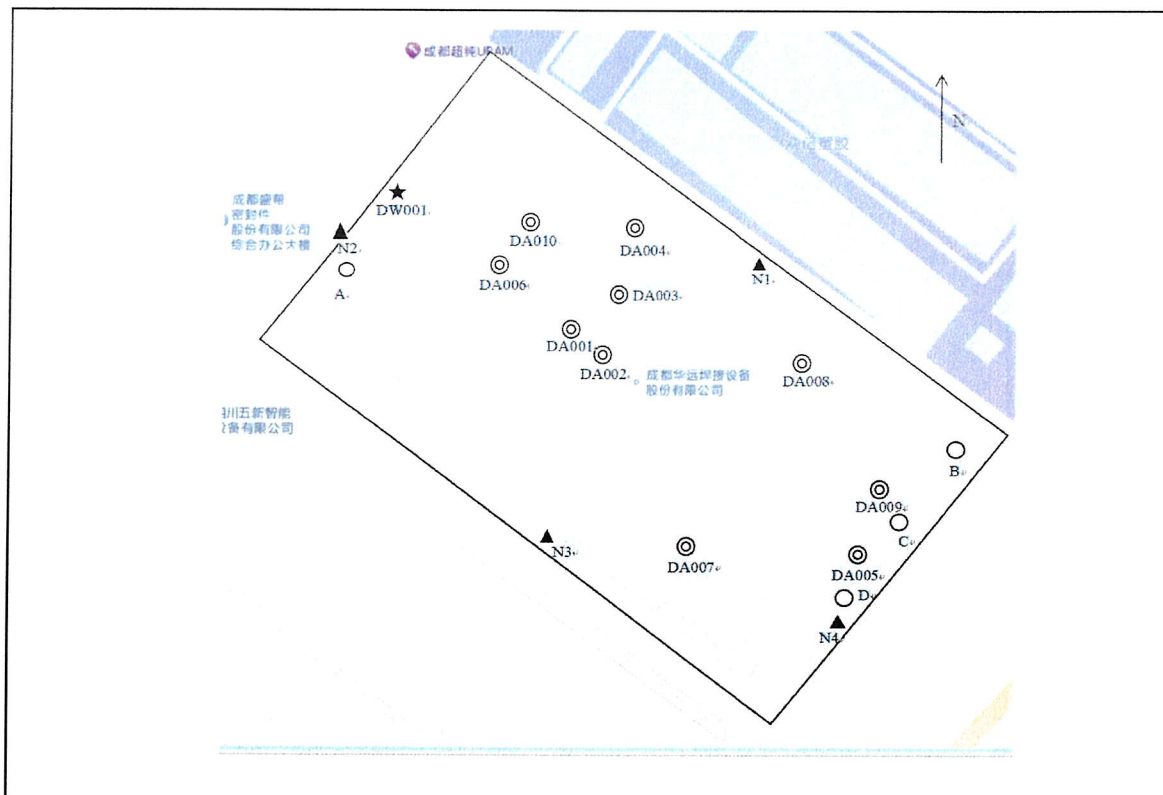 成都超纯UPAM
N
成都盛帮
密封件
股份有限公司
综合办公大楼
DW001
N2
A
DA010
DA004
DA006
DA003
N1
DA001
DA002
成都华远焊接设备
股份有限公司
DA008
四川五新智能
设备有限公司
B
DA009
C
N3
DA007
DA005
D
N4